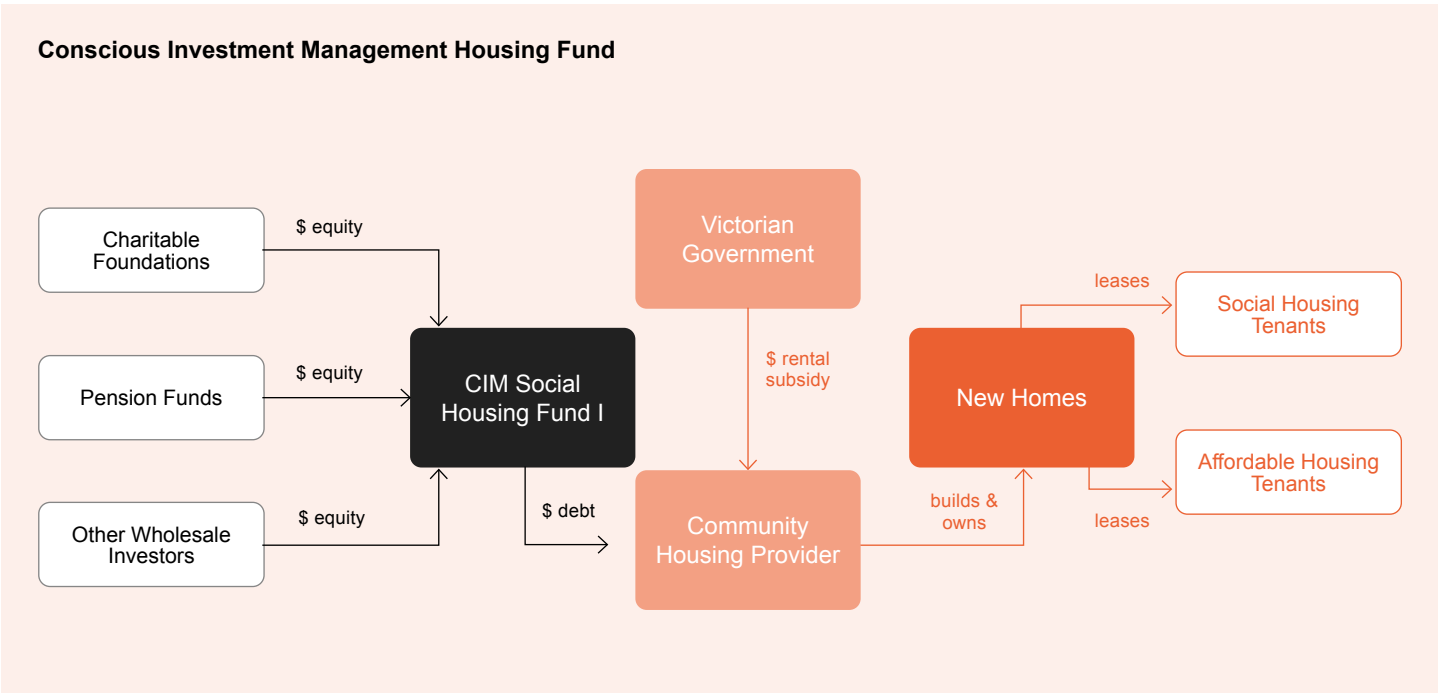 Conscious Investment Management Housing Fund
Charitable
Foundations
$ equity
Pension Funds
$ equity
Other Wholesale
Investors
$ equity
CIM Social
Housing Fund I
$ debt
Victorian
Government
$ rental
subsidy
Community
Housing Provider
builds &
owns
New Homes
leases
Social Housing
Tenants
leases
Affordable Housing
Tenants